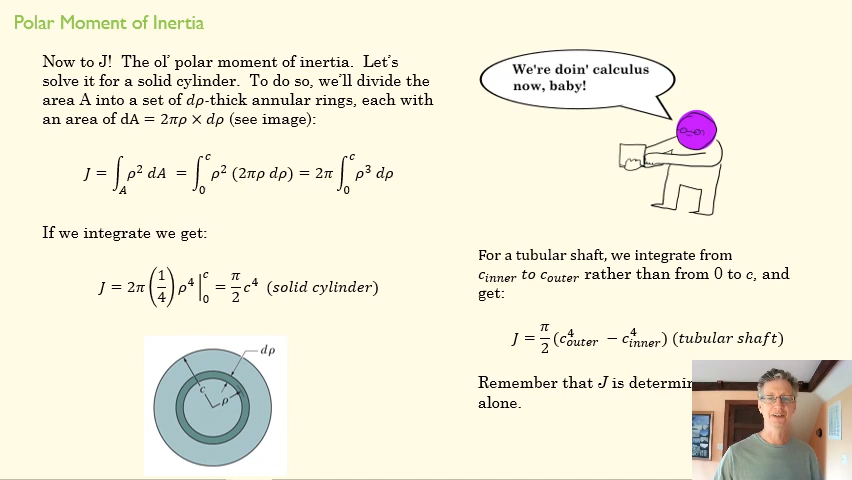 Polar Moment of Inertia
Now to J! The ol' polar moment of inertia. Let's
solve it for a solid cylinder. To do so, we'll divide the
area A into a set of dρ-thick annular rings, each with
an area of dA = 2πρ × dρ (see image):
J = ∫_A ρ² dA = ∫₀ᶜ ρ² (2πρ dρ) = 2π ∫₀ᶜ ρ³ dρ
If we integrate we get:
J = 2π(1/4)ρ⁴|₀ᶜ = π/2 c⁴ (solid cylinder)
dρ
c
ρ
We're doin' calculus
now, baby!
For a tubular shaft, we integrate from
c_inner to c_outer rather than from 0 to c, and
get:
J = π/2 (c⁴_outer − c⁴_inner) (tubular shaft)
Remember that J is
alone.